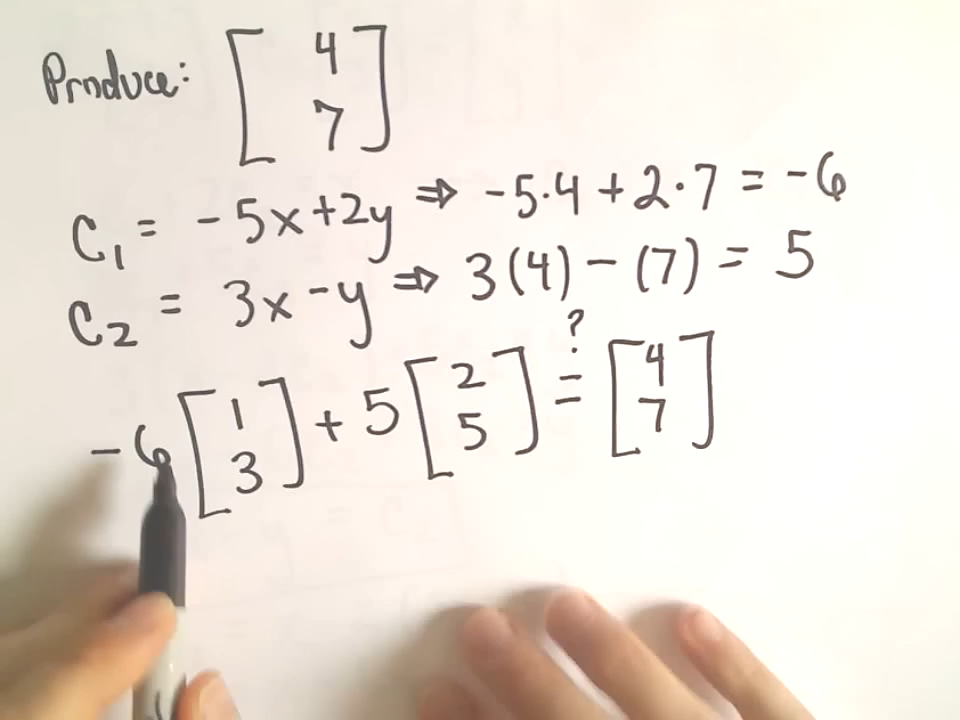 Produce: [ 4 7 ]
C₁ = -5x+2y ⇒ -5·4 + 2·7 = -6
C₂ = 3x-y ⇒ 3(4) - (7) = 5
-6 [ 1 3 ] + 5 [ 2 5 ] ?= [ 4 7 ]